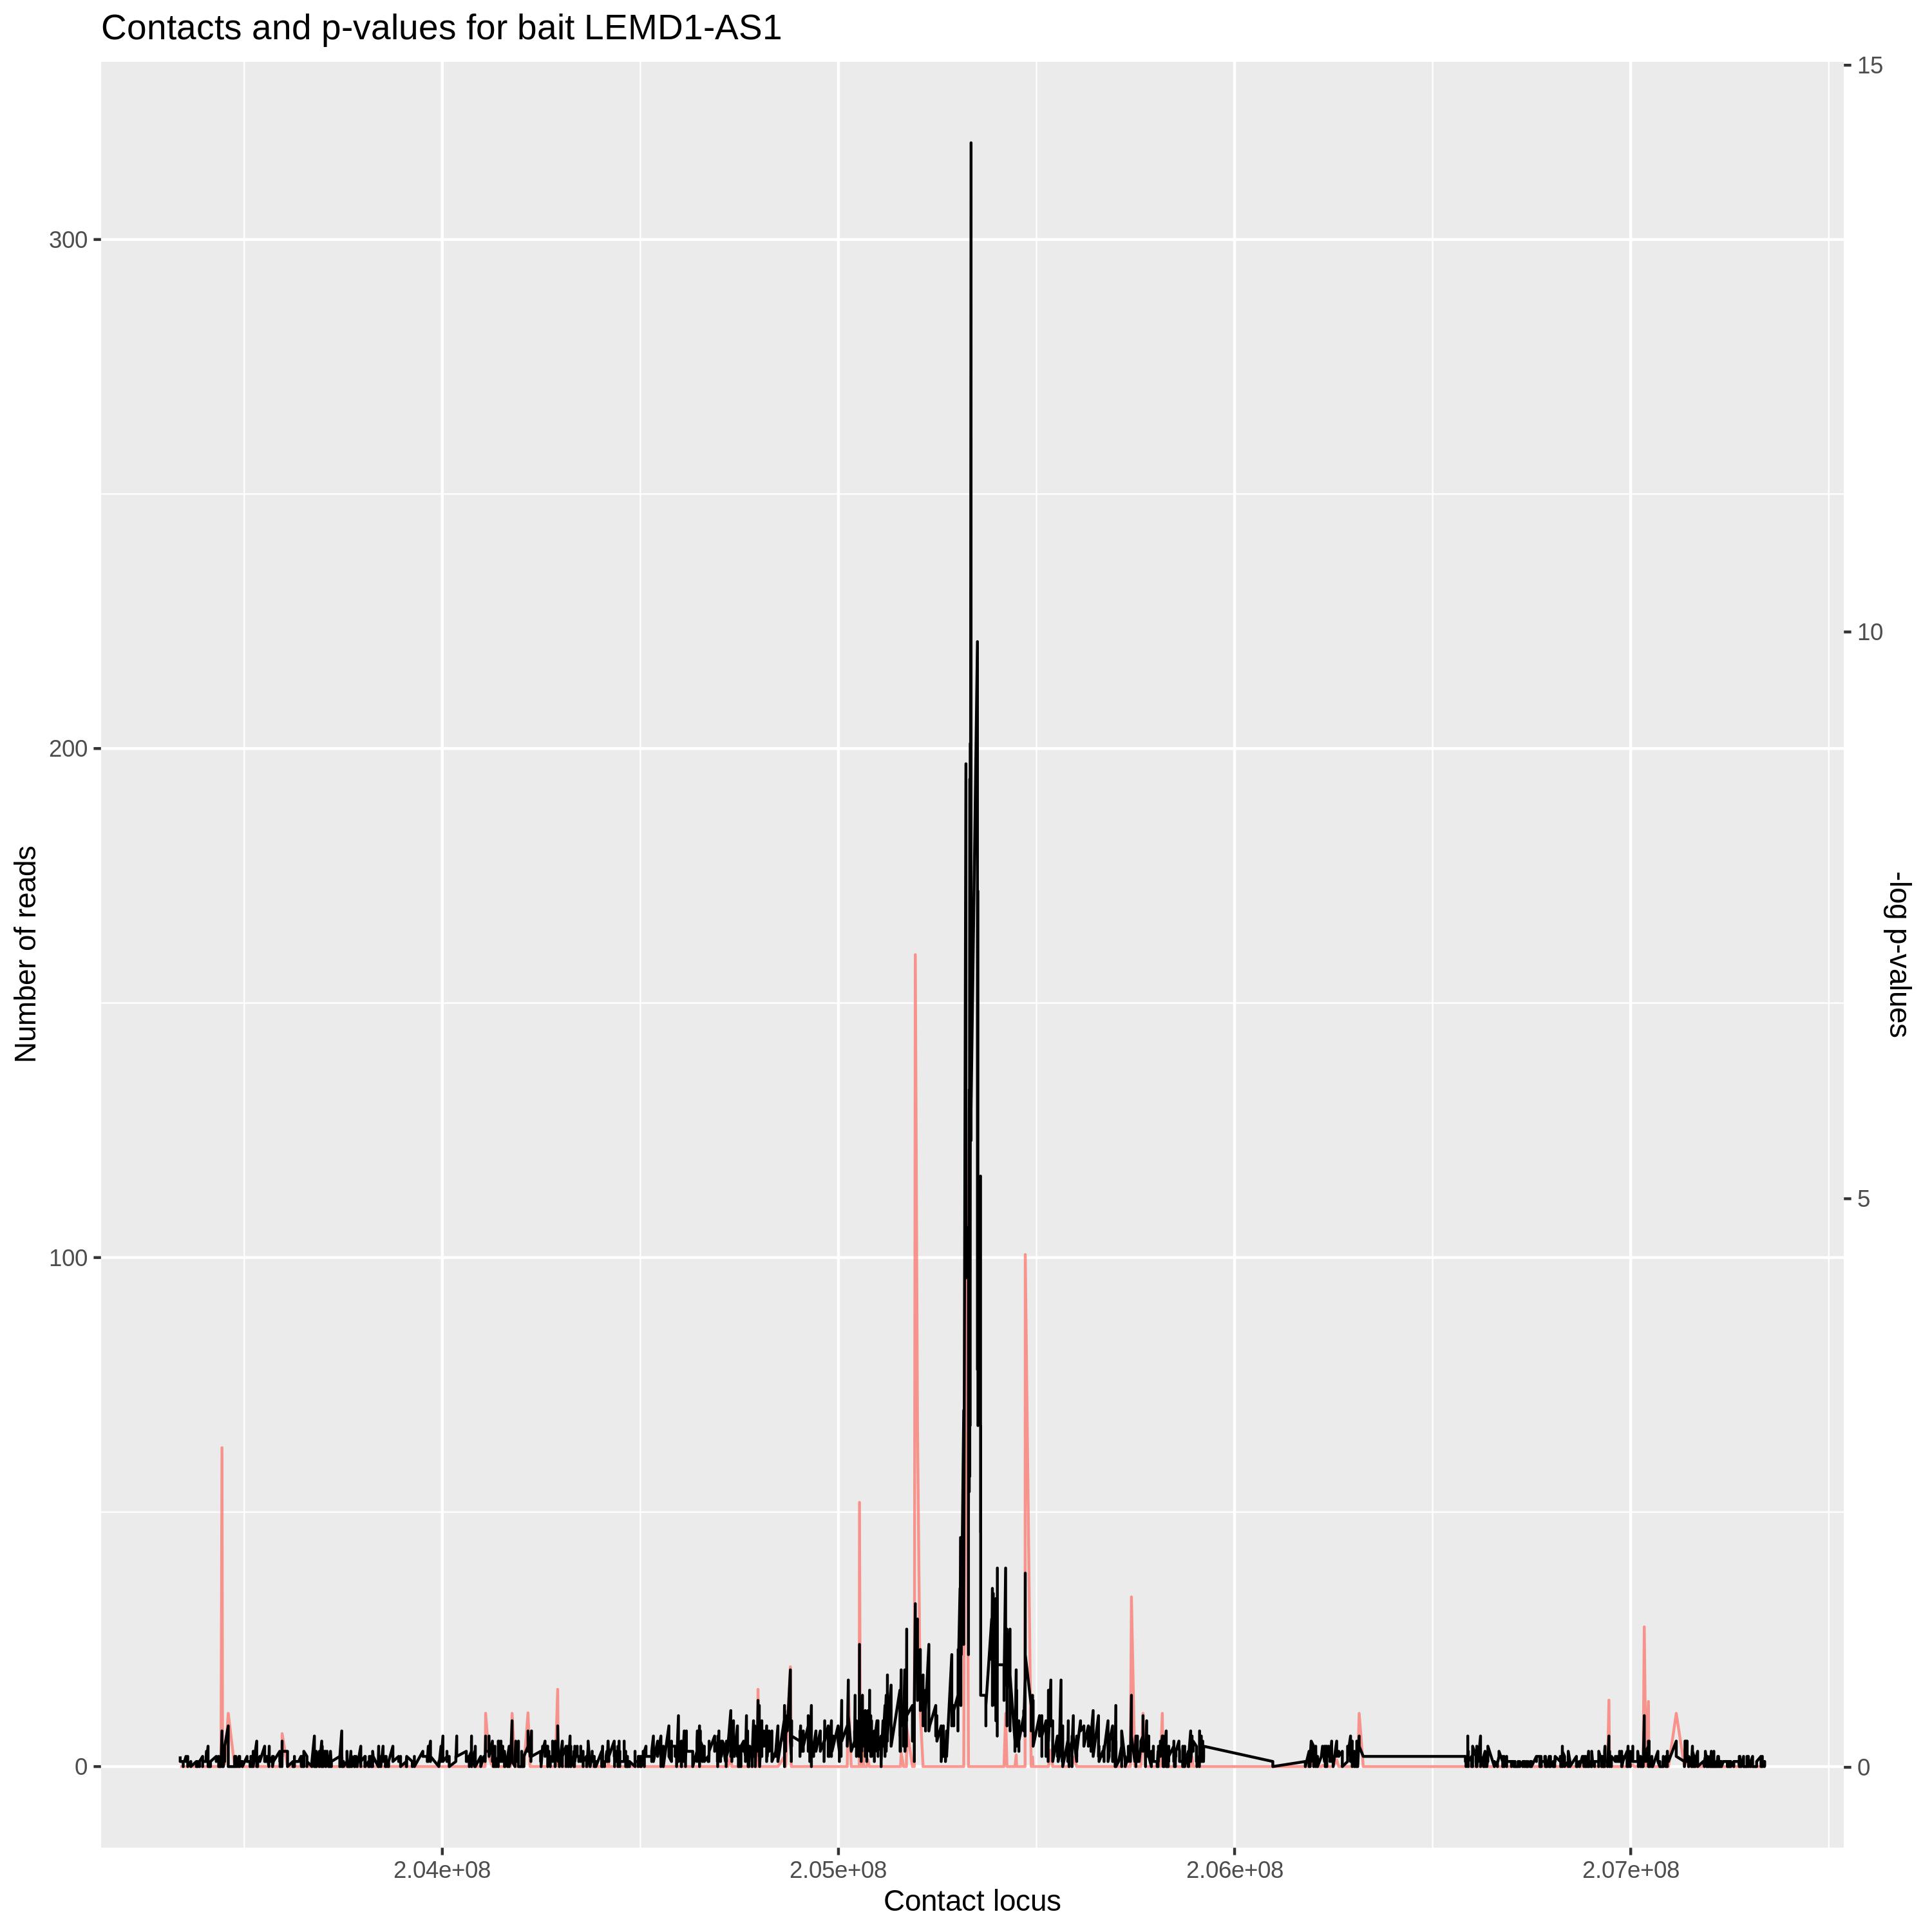 Contacts and p-values for bait LEMD1-AS1
15
300
10
200
Number of reads
-log p-values
5
100
0
0
2.04e+08 2.05e+08 2.06e+08 2.07e+08
Contact locus